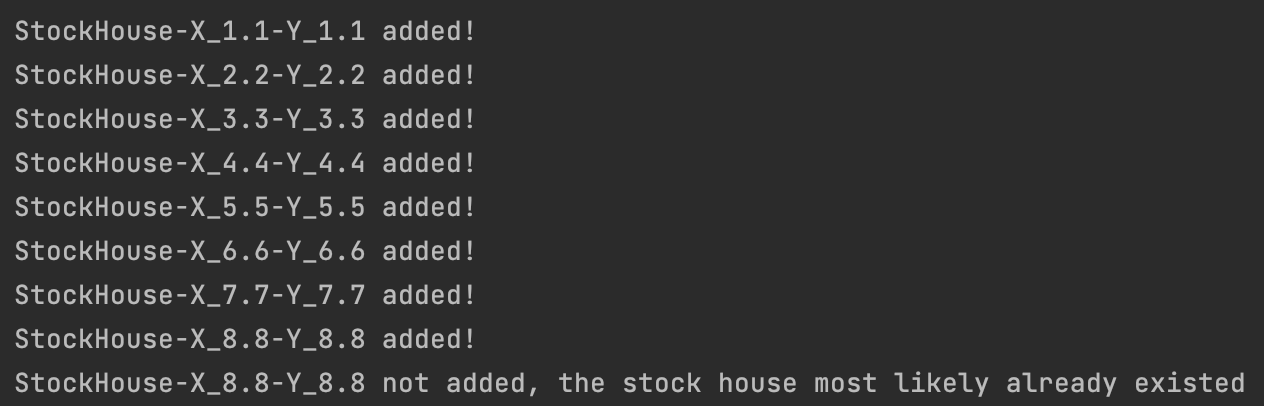 StockHouse-X_1.1-Y_1.1 added!
StockHouse-X_2.2-Y_2.2 added!
StockHouse-X_3.3-Y_3.3 added!
StockHouse-X_4.4-Y_4.4 added!
StockHouse-X_5.5-Y_5.5 added!
StockHouse-X_6.6-Y_6.6 added!
StockHouse-X_7.7-Y_7.7 added!
StockHouse-X_8.8-Y_8.8 added!
StockHouse-X_8.8-Y_8.8 not added, the stock house most likely already existed